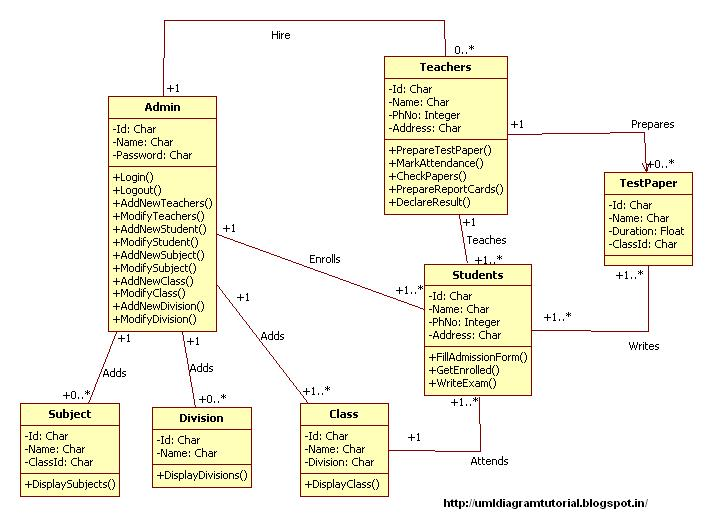 Hire
0..*
+1
Teachers
-Id: Char
-Name: Char
-PhNo: Integer
-Address: Char
+PrepareTestPaper()
+MarkAttendance()
+CheckPapers()
+PrepareReportCards()
+DeclareResult()
Admin
-Id: Char
-Name: Char
-Password: Char
+Login()
+Logout()
+AddNewTeachers()
+ModifyTeachers()
+AddNewStudent()
+ModifyStudent()
+AddNewSubject()
+ModifySubject()
+AddNewClass()
+ModifyClass()
+AddNewDivision()
+ModifyDivision()
+1
Prepares
+0..*
TestPaper
-Id: Char
-Name: Char
-Duration: Float
-ClassId: Char
+1
Teaches
+1..*
+1
Enrolls
+1..*
Students
-Id: Char
-Name: Char
-PhNo: Integer
-Address: Char
+FillAdmissionForm()
+GetEnrolled()
+WriteExam()
+1..*
+1..*
Writes
+1
Adds
+0..*
+1
Adds
+0..*
+1
Adds
+1..*
Subject
-Id: Char
-Name: Char
-ClassId: Char
+DisplaySubjects()
Division
-Id: Char
-Name: Char
+DisplayDivisions()
Class
-Id: Char
-Name: Char
-Division: Char
+DisplayClass()
+1..*
+1
Attends
http://umldiagramtutorial.blogspot.in/